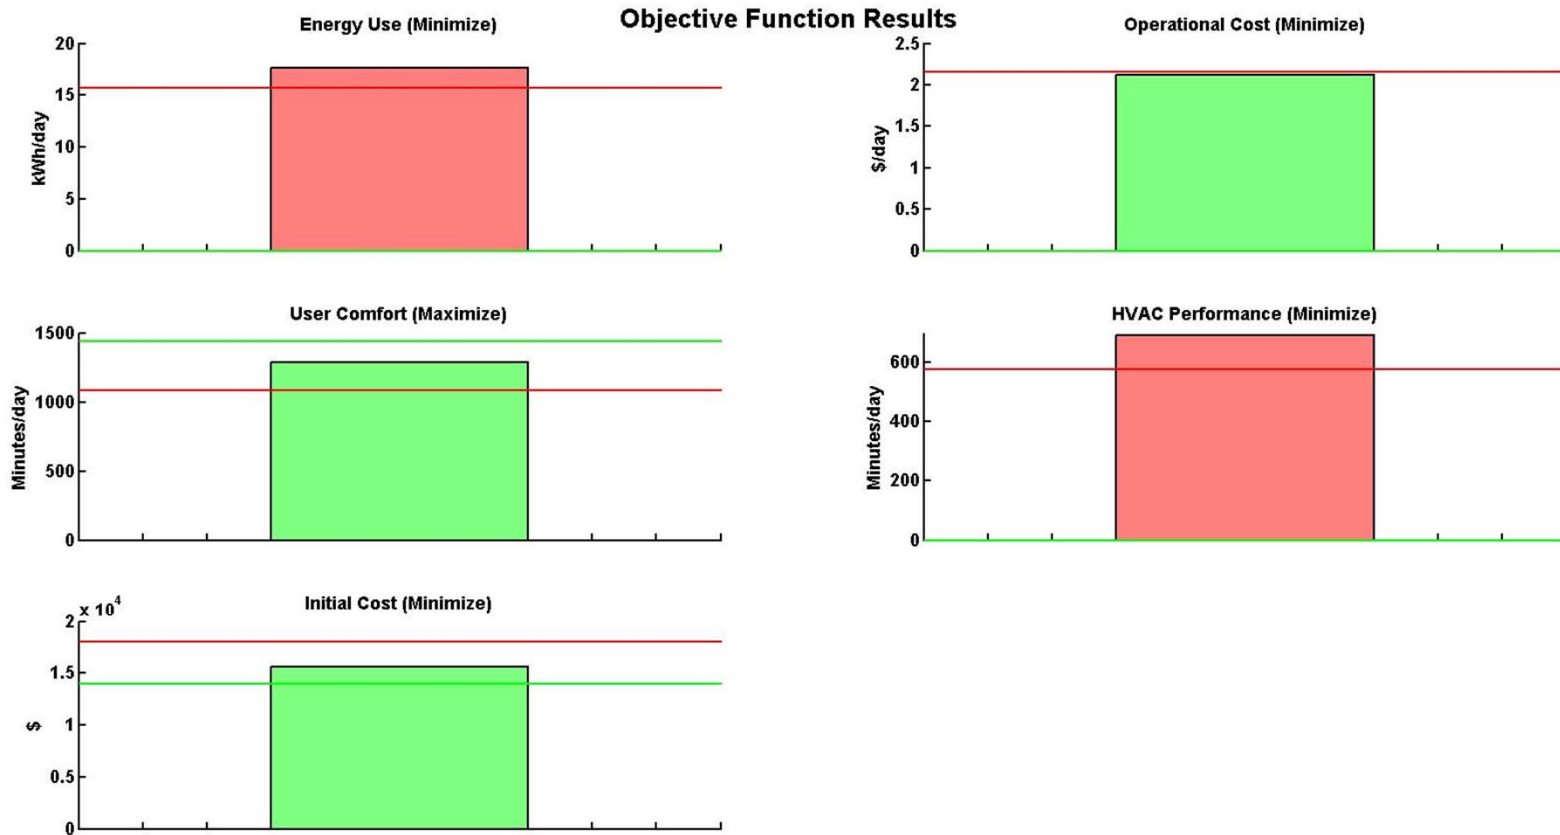 Objective Function Results
Energy Use (Minimize)
20
15
10
5
0
kWh/day
Operational Cost (Minimize)
2.5
2
1.5
1
0.5
0
$/day
User Comfort (Maximize)
1500
1000
500
0
Minutes/day
HVAC Performance (Minimize)
600
400
200
0
Minutes/day
Initial Cost (Minimize)
x 10^4
2
1.5
1
0.5
0
$